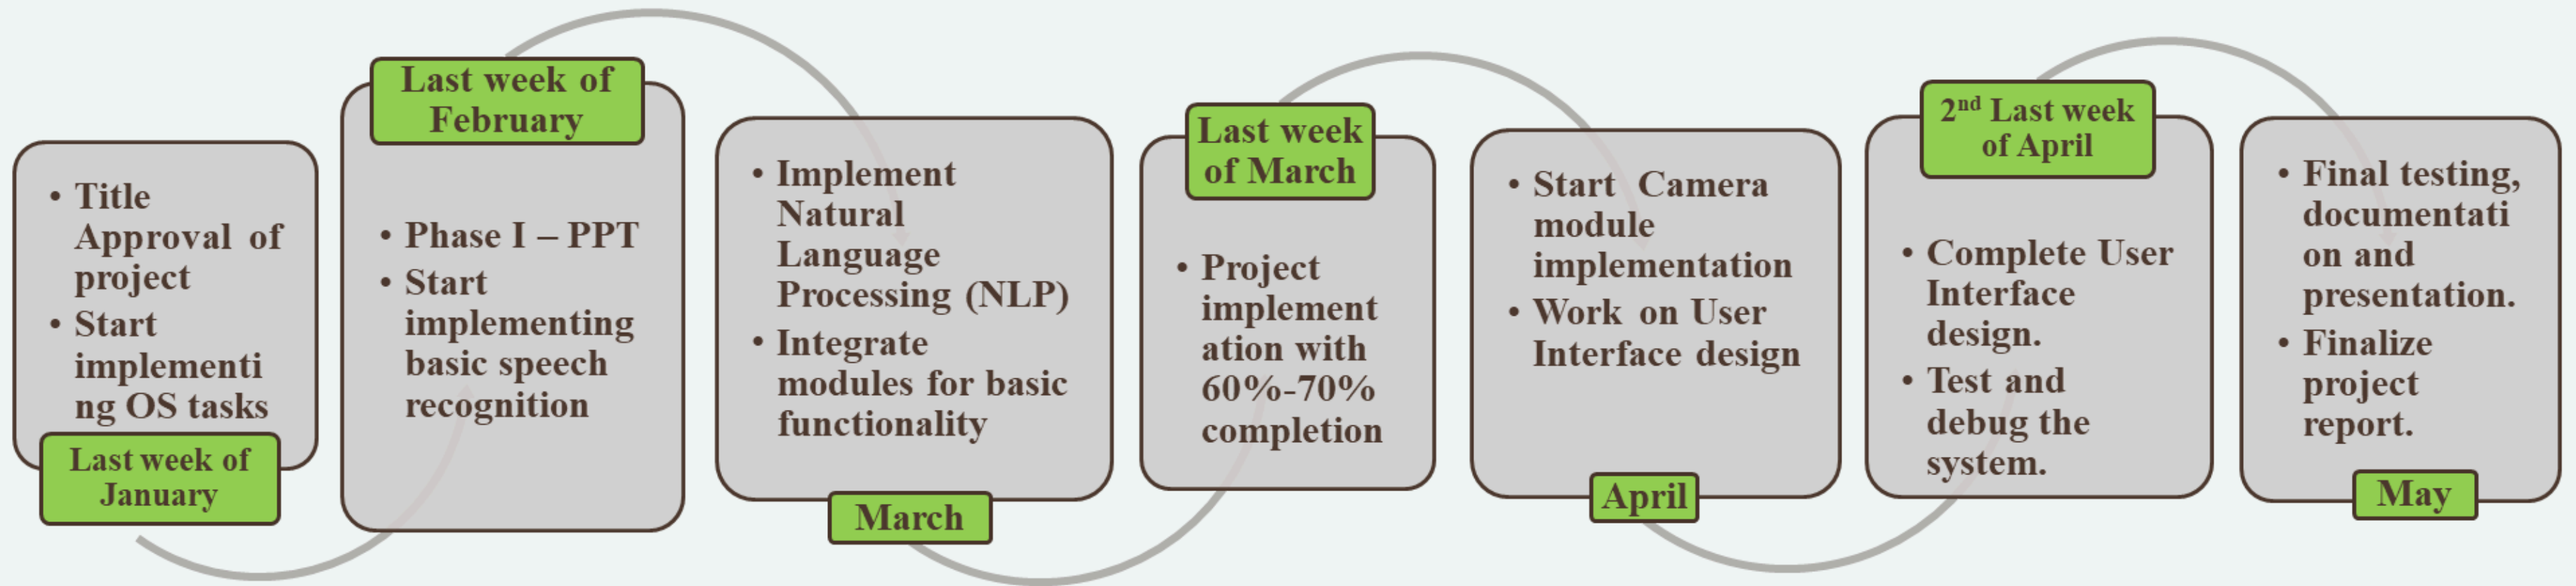 • Title
Approval of
project
• Start
implementi
ng OS tasks
Last week of
January
Last week of
February
• Phase I – PPT
• Start
implementing
basic speech
recognition
• Implement
Natural
Language
Processing (NLP)
• Integrate
modules for basic
functionality
March
Last week
of March
• Project
implement
ation with
60%-70%
completion
• Start Camera
module
implementation
• Work on User
Interface design
April
2nd Last week
of April
• Complete User
Interface
design.
• Test and
debug the
system.
• Final testing,
documentati
on and
presentation.
• Finalize
project
report.
May